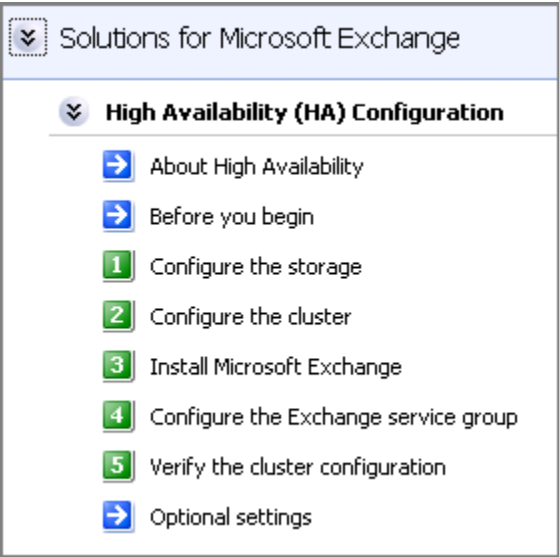 Solutions for Microsoft Exchange
High Availability (HA) Configuration
About High Availability
Before you begin
1 Configure the storage
2 Configure the cluster
3 Install Microsoft Exchange
4 Configure the Exchange service group
5 Verify the cluster configuration
Optional settings